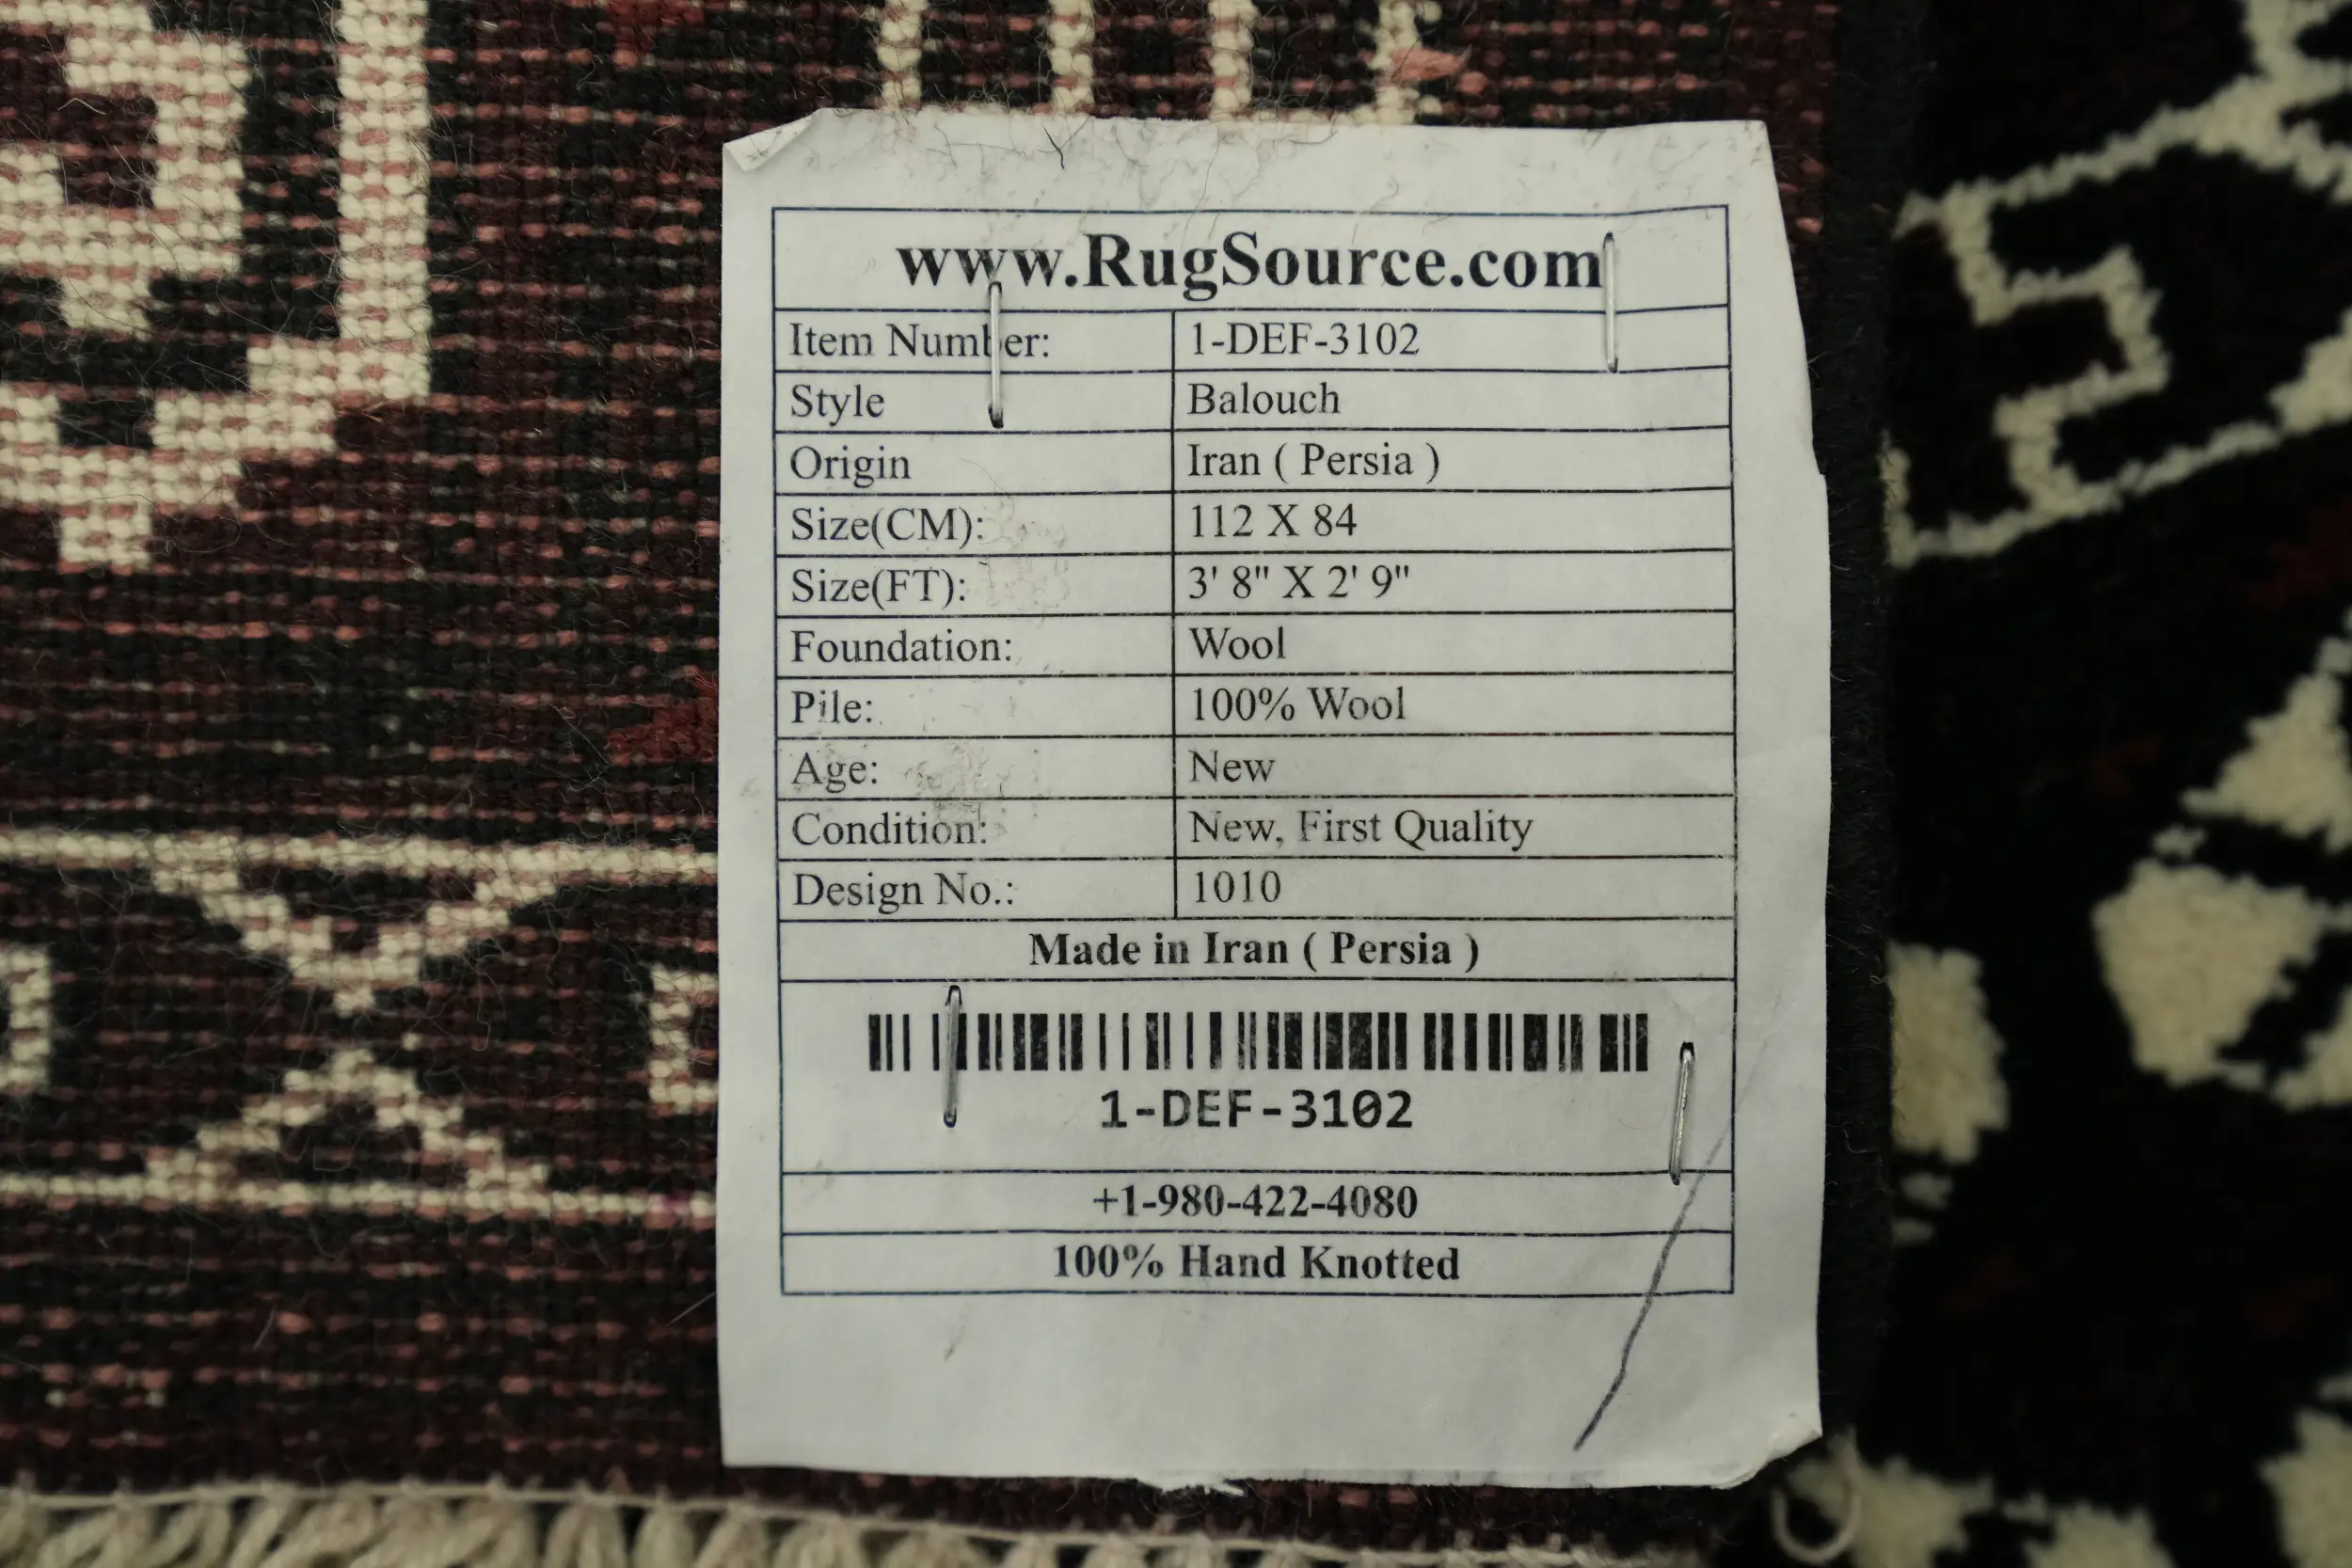 www.RugSource.com
Item Number: 1-DEF-3102
Style Balouch
Origin Iran ( Persia )
Size(CM): 112 X 84
Size(FT): 3' 8" X 2' 9"
Foundation: Wool
Pile: 100% Wool
Age: New
Condition: New, First Quality
Design No.: 1010
Made in Iran ( Persia )
1-DEF-3102
+1-980-422-4080
100% Hand Knotted